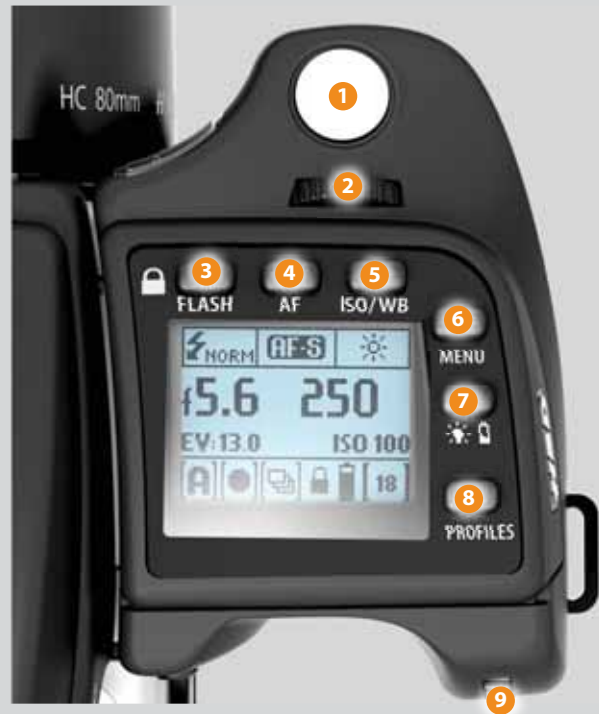 HC 80mm
1
2
3 4 5
FLASH AF ISO/WB
6
MENU
NORM AF-S
7
f5.6 250
EV:13.0 ISO 100
A 18
8
PROFILES
9